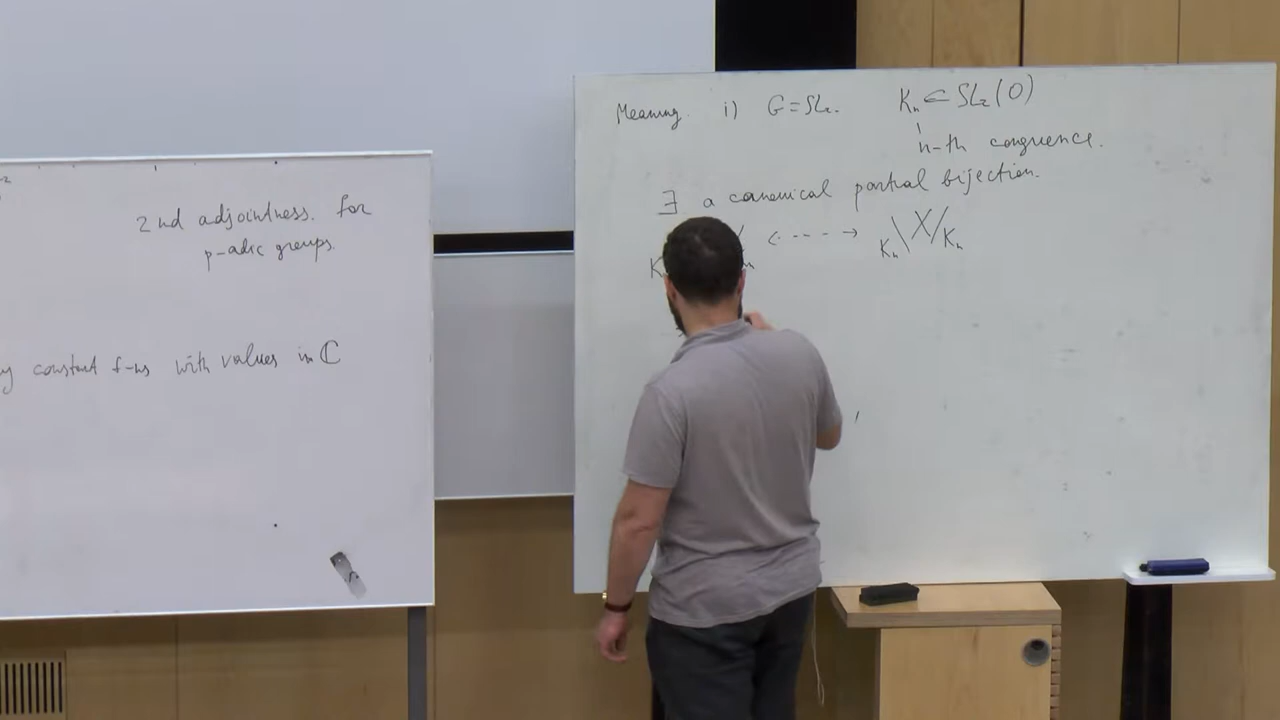 2nd adjointness. for
p-adic groups.
constant f-ns with values in ℂ
Meaning. i) G = SL₂. Kₙ ⊂ SL₂(O)
n-th congruence.
∃ a canonical partial bijection.
K <----> Kₙ\X/Kₙ